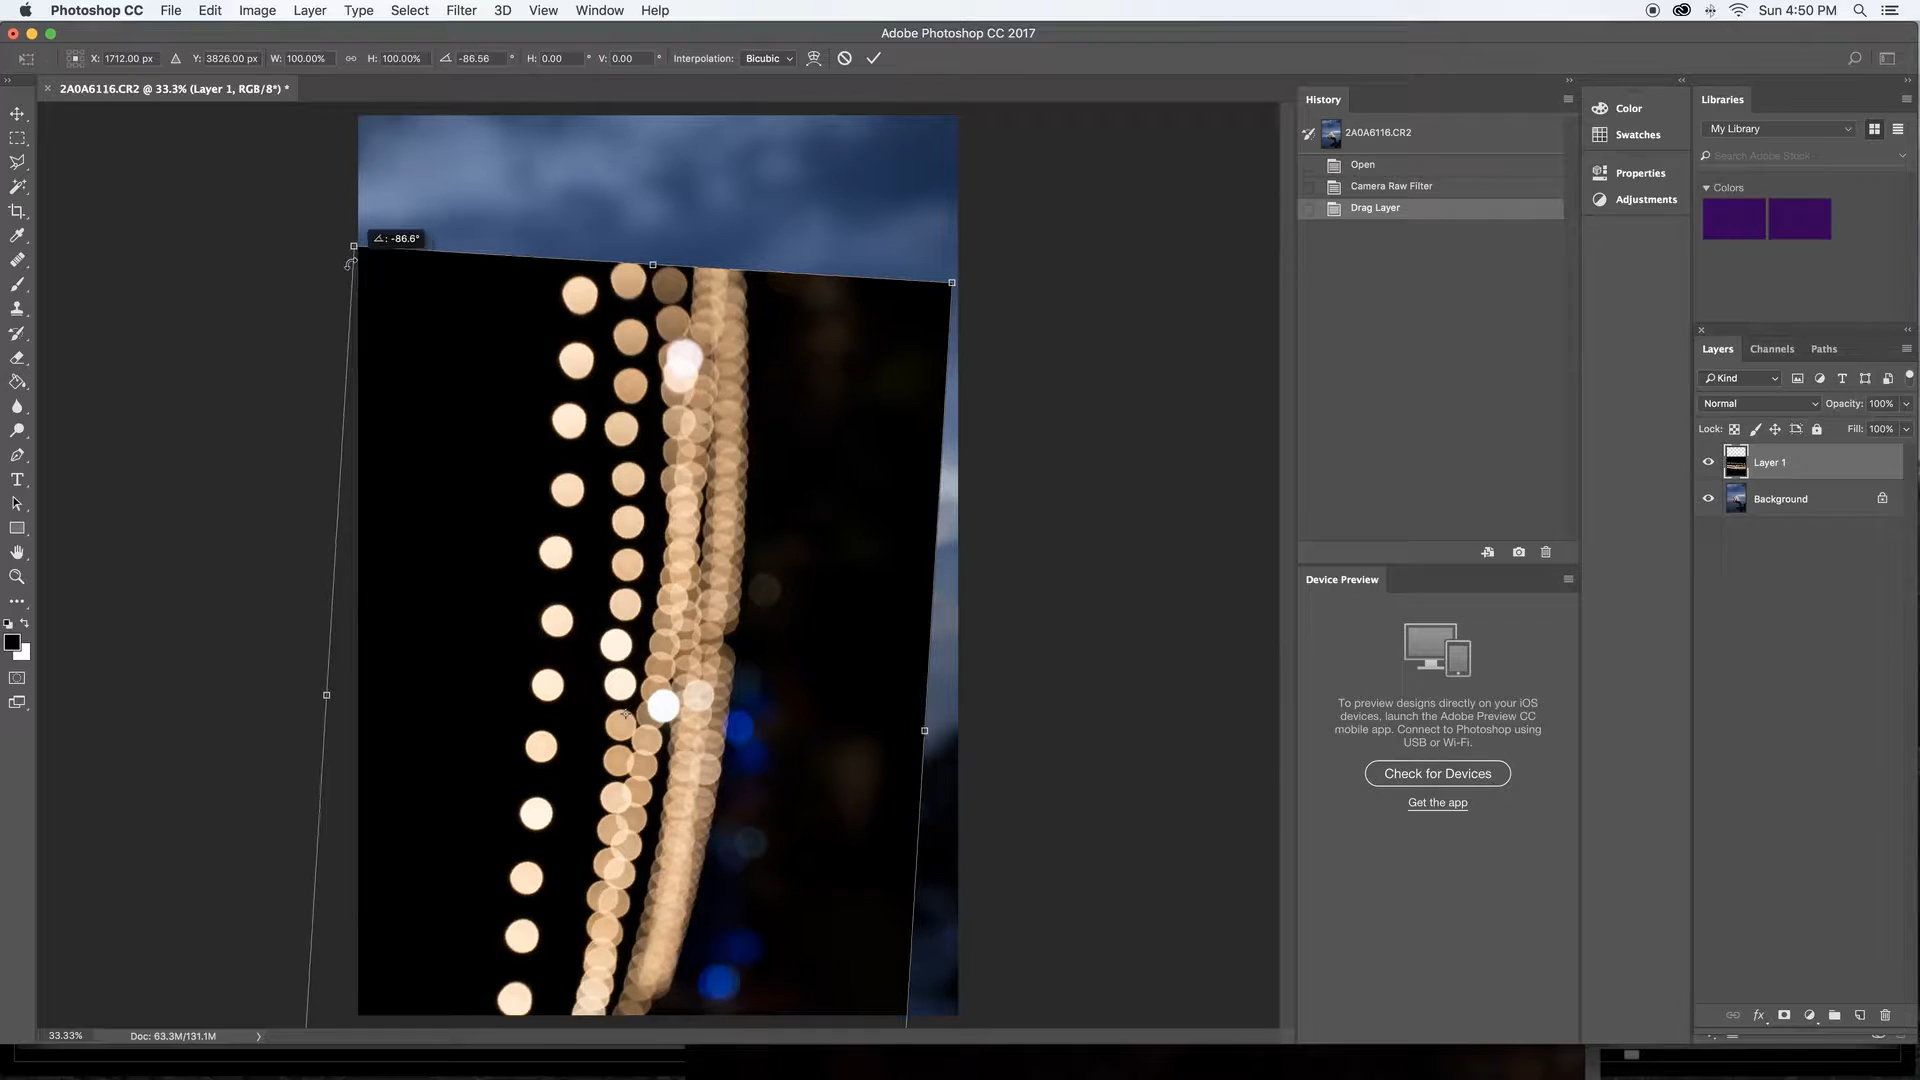 Photoshop CC File Edit Image Layer Type Select Filter 3D View Window Help Sun 4:50 PM
Adobe Photoshop CC 2017
X: 1712.00 px Y: 3826.00 px W: 100.00% H: 100.00% -86.56 ° H: 0.00 ° V: 0.00 ° Interpolation: Bicubic
2A0A6116.CR2 @ 33.3% (Layer 1, RGB/8*) *
-86.6°
33.33% Doc: 63.3M/131.1M
History
2A0A6116.CR2
Open
Camera Raw Filter
Drag Layer
Device Preview
To preview designs directly on your iOS
devices, launch the Adobe Preview CC
mobile app. Connect to Photoshop using
USB or Wi-Fi.
Check for Devices
Get the app
Color
Swatches
Properties
Adjustments
Libraries
My Library
Search Adobe Stock
Colors
Layers Channels Paths
Kind
Normal Opacity: 100%
Lock: Fill: 100%
Layer 1
Background
fx